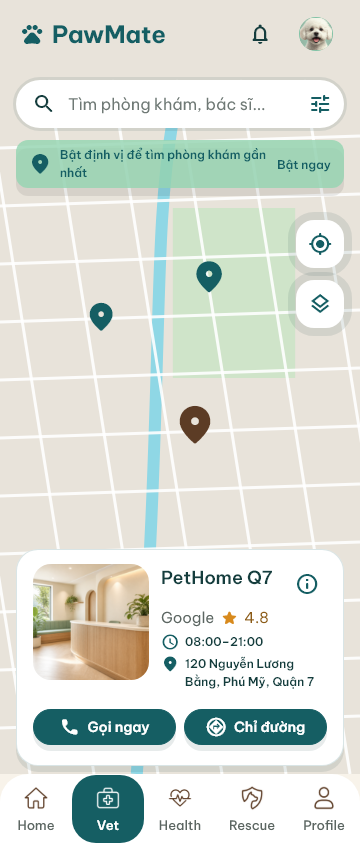 PawMate
Tìm phòng khám, bác sĩ...
Bật định vị để tìm phòng khám gần
nhất
Bật ngay
PetHome Q7
Google 4.8
08:00–21:00
120 Nguyễn Lương
Bằng, Phú Mỹ, Quận 7
Gọi ngay
Chỉ đường
Home
Vet
Health
Rescue
Profile